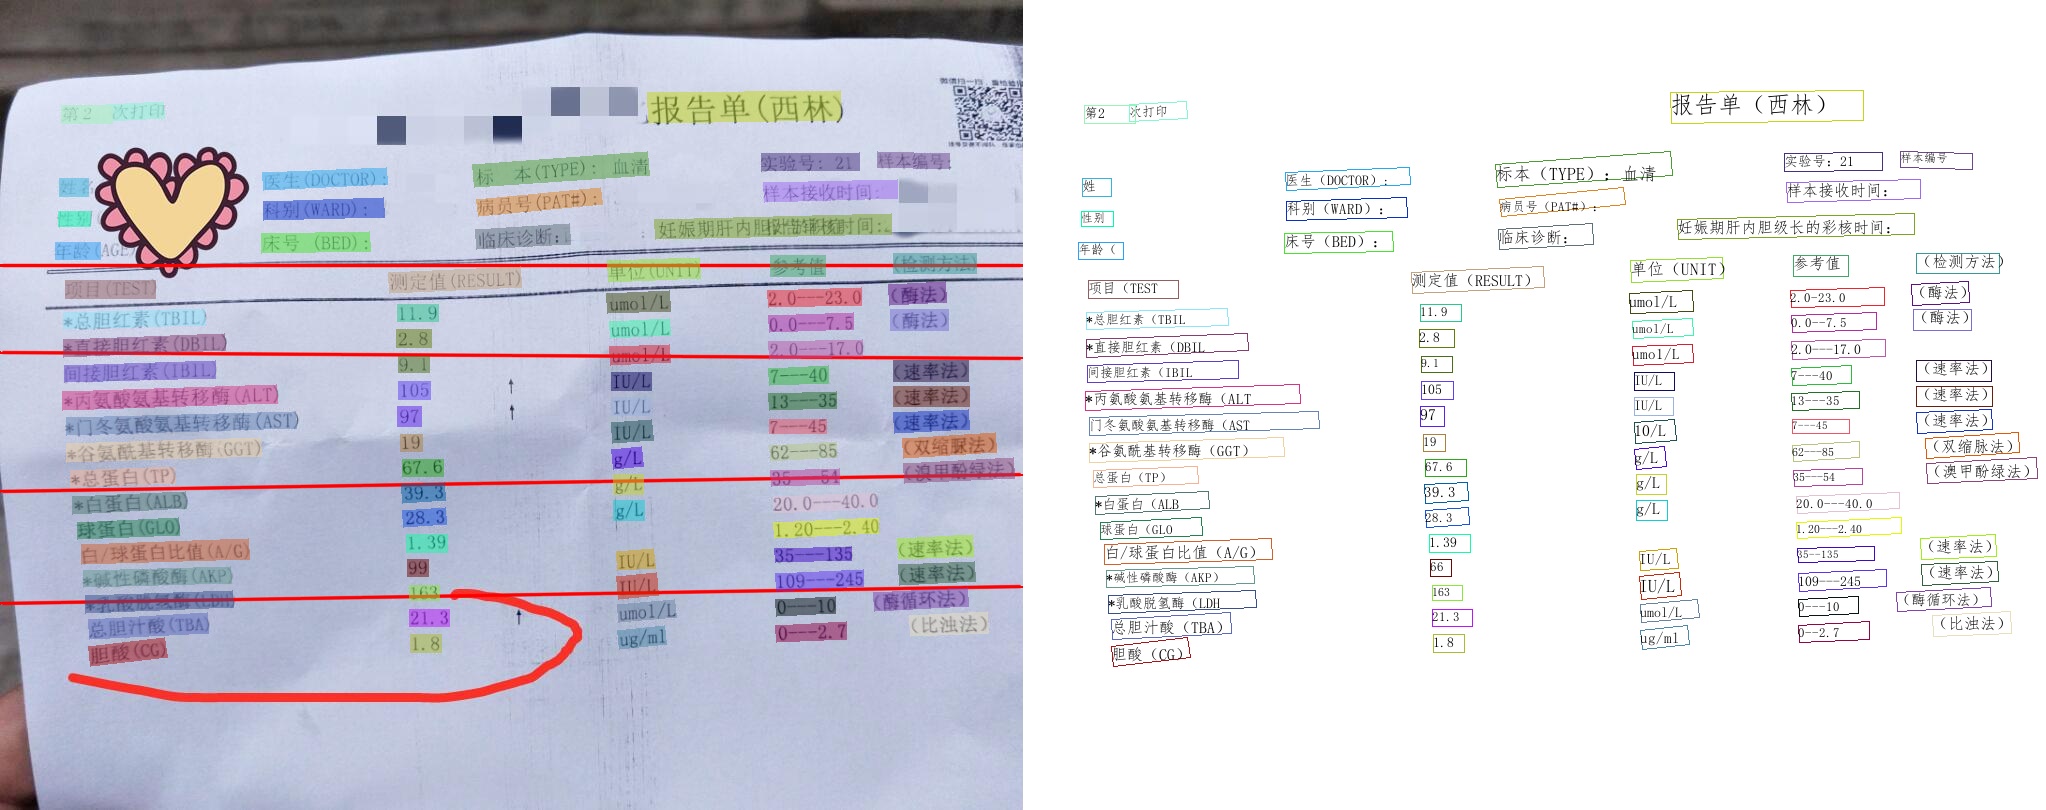 报告单(西林)
第2 次打印
医生(DOCTOR): 标 本(TYPE): 血清 实验号: 21 样本编号:
姓 科别(WARD): 病员号(PAT#): 样本接收时间:
性别 床号 (BED): 临床诊断: 妊娠期肝内胆 时间:
年龄(AGE
项目(TEST) 测定值(RESULT) 单位(UNIT) 参考值 (检测方法)
*总胆红素(TBIL) 11.9 umol/L 2.0---23.0 (酶法)
*直接胆红素(DBIL) 2.8 umol/L 0.0---7.5 (酶法)
间接胆红素(IBIL) 9.1 umol/L 2.0---17.0
*丙氨酸氨基转移酶(ALT) 105 ↑ IU/L 7---40 (速率法)
*门冬氨酸氨基转移酶(AST) 97 ↑ IU/L 13---35 (速率法)
*谷氨酰基转移酶(GGT) 19 IU/L 7---45 (速率法)
*总蛋白(TP) 67.6 g/L 62---85 (双缩脲法)
*白蛋白(ALB) 39.3 g/L 35---54 (溴甲酚绿法)
球蛋白(GLO) 28.3 g/L 20.0---40.0
白/球蛋白比值(A/G) 1.39 1.20---2.40
*碱性磷酸酶(AKP) 99 IU/L 35---135 (速率法)
*乳酸脱氢酶(LDH) 163 IU/L 109---245 (速率法)
总胆汁酸(TBA) 21.3 ↑ umol/L 0---10 (酶循环法)
胆酸(CG) 1.8 ug/ml 0---2.7 (比浊法)
报告单（西林）
第2 次打印
医生（DOCTOR）: 标本（TYPE）: 血清 实验号: 21 样本编号
姓 科别（WARD）: 病员号（PAT#）: 样本接收时间:
性别 床号（BED）: 临床诊断: 妊娠期肝内胆级长的彩核时间:
年龄（
项目（TEST 测定值（RESULT） 单位（UNIT） 参考值 （检测方法）
*总胆红素（TBIL 11.9 umol/L 2.0-23.0 （酶法）
*直接胆红素（DBIL 2.8 umol/L 0.0--7.5 （酶法）
间接胆红素（IBIL 9.1 umol/L 2.0--17.0
*丙氨酸氨基转移酶（ALT 105 IU/L 7---40 （速率法）
门冬氨酸氨基转移酶（AST 97 IU/L 13---35 （速率法）
*谷氨酰基转移酶（GGT） 19 IO/L 7---45 （速率法）
总蛋白（TP） 67.6 g/L 62---85 （双缩脉法）
*白蛋白（ALB 39.3 g/L 35---54 （澳甲酚绿法）
球蛋白（GLO 28.3 g/L 20.0---40.0
白/球蛋白比值（A/G） 1.39 1.20---2.40
*碱性磷酸酶（AKP） 66 IU/L 35--135 （速率法）
*乳酸脱氢酶（LDH 163 IU/L 109---245 （速率法）
总胆汁酸（TBA） 21.3 umol/L 0---10 （酶循环法）
胆酸（CG） 1.8 ug/ml 0--2.7 （比浊法）